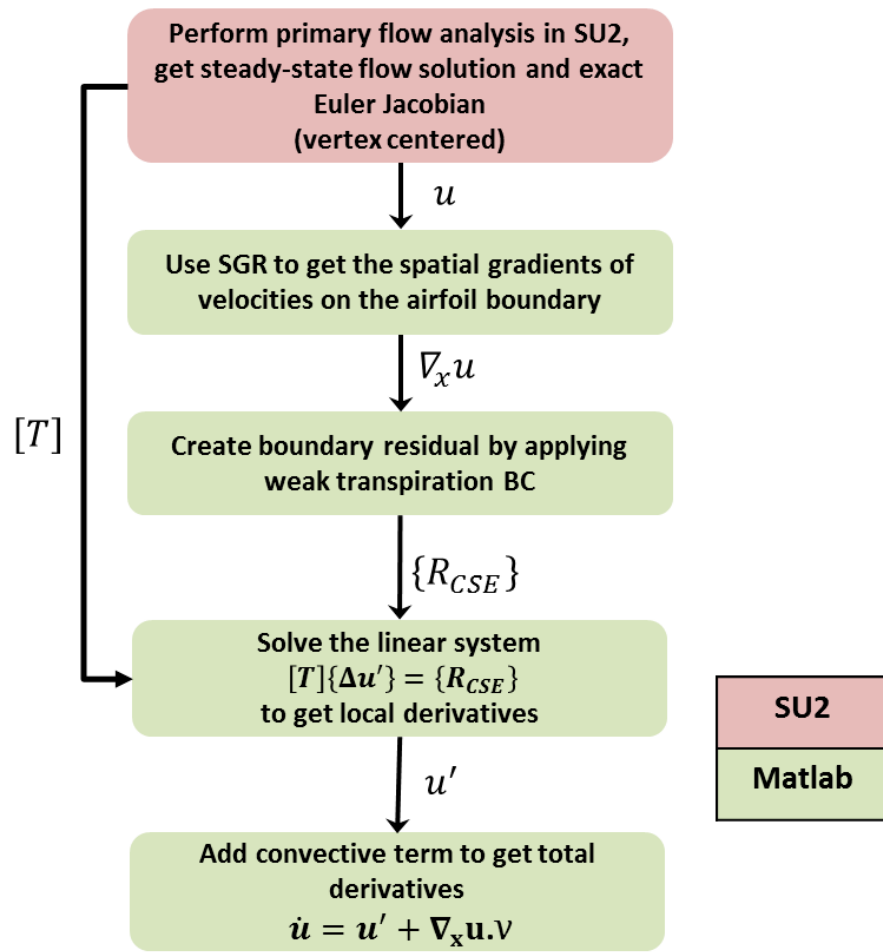 Perform primary flow analysis in SU2,
get steady-state flow solution and exact
Euler Jacobian
(vertex centered)
u
Use SGR to get the spatial gradients of
velocities on the airfoil boundary
∇ₓu
[T]
Create boundary residual by applying
weak transpiration BC
{R_CSE}
Solve the linear system
[T]{Δu′} = {R_CSE}
to get local derivatives
SU2
Matlab
u′
Add convective term to get total
derivatives
u̇ = u′ + ∇ₓu.ν